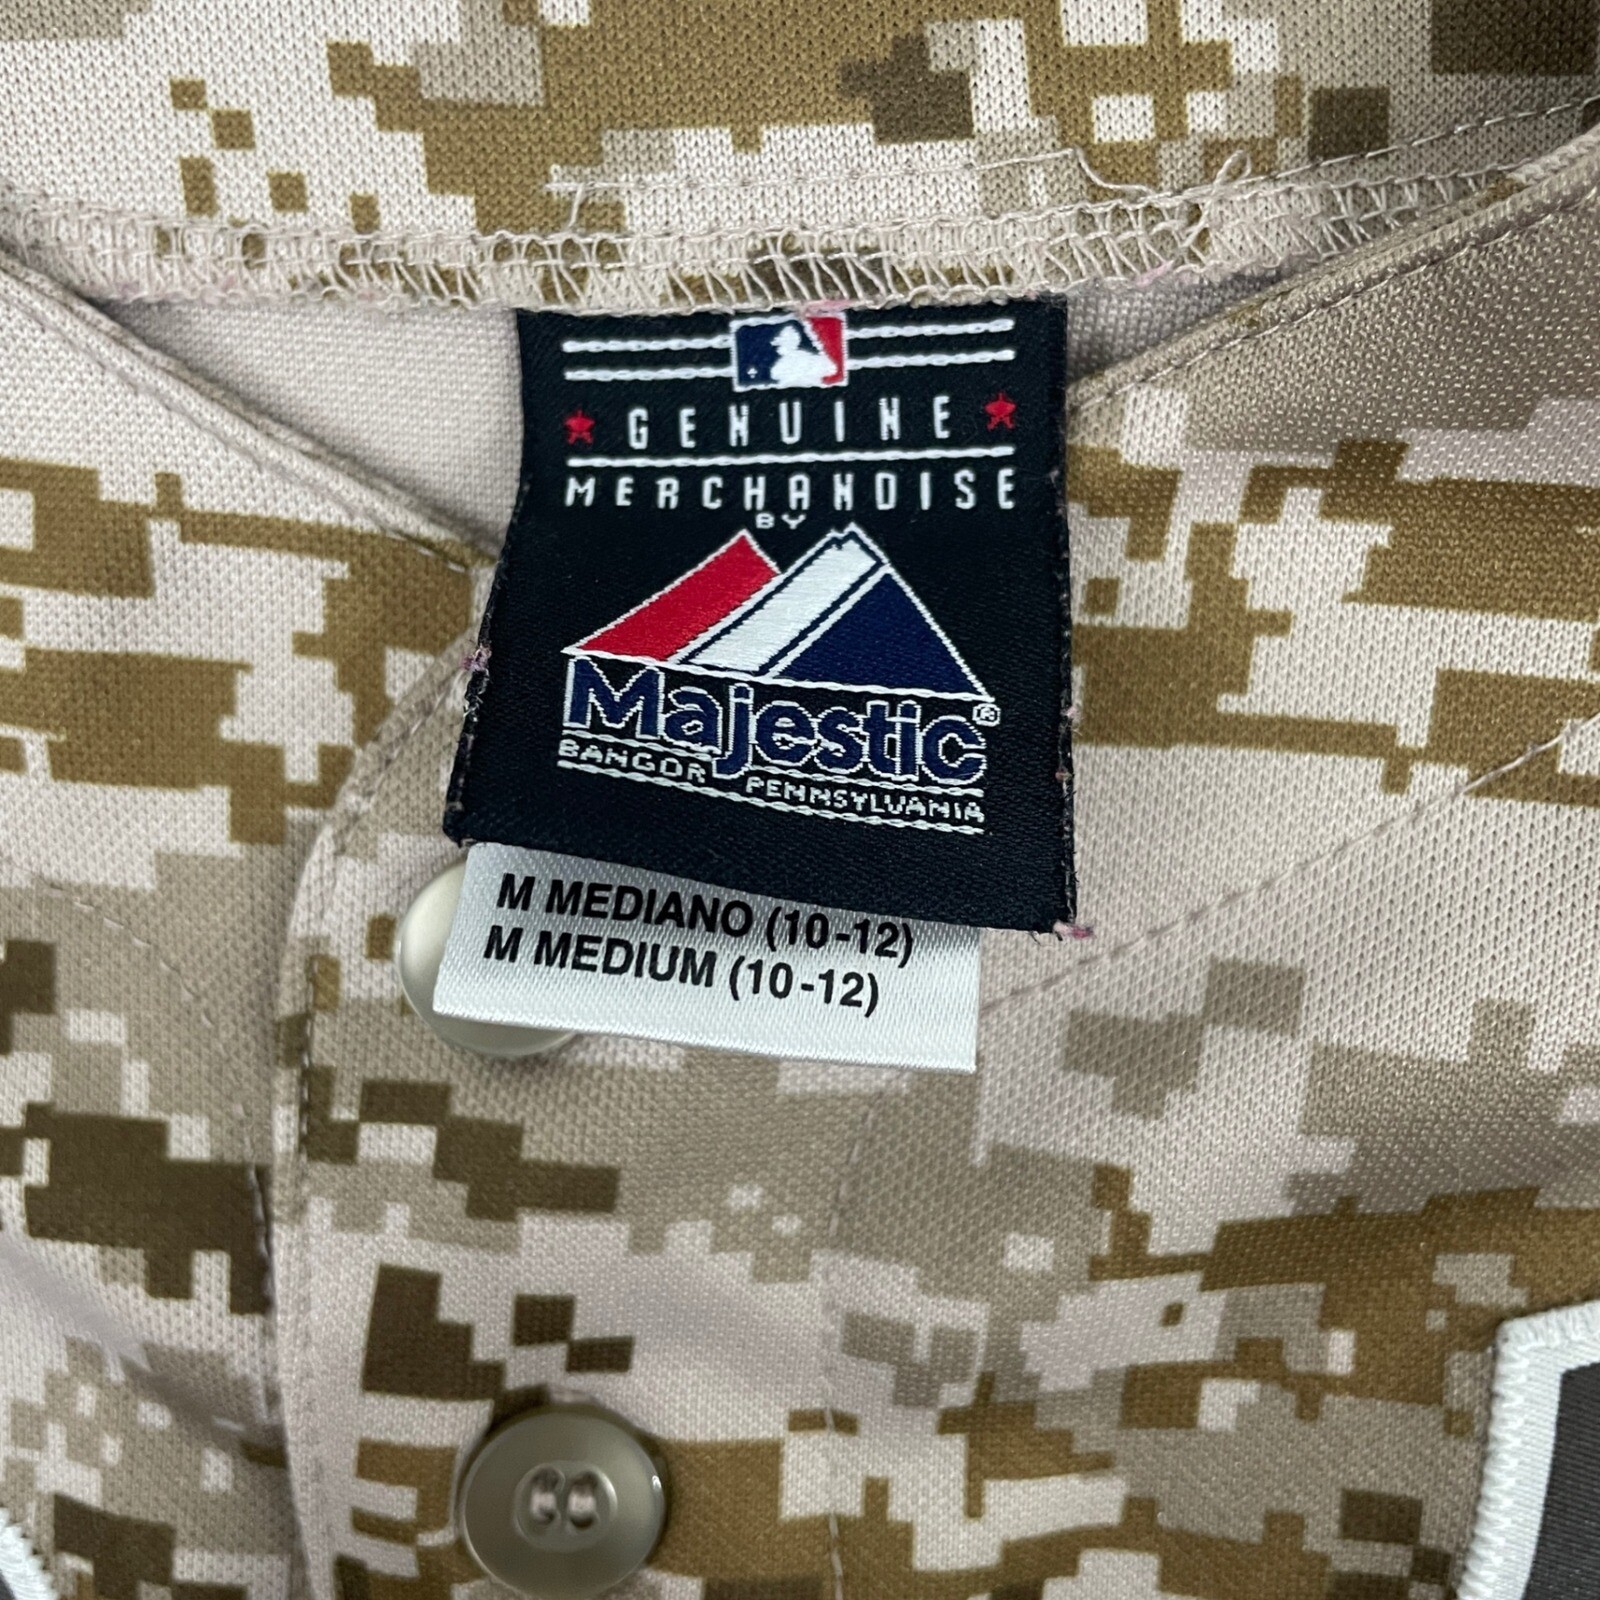 GENUINE
MERCHANDISE
BY
Majestic®
BANGOR PENNSYLVANIA
M MEDIANO (10-12)
M MEDIUM (10-12)